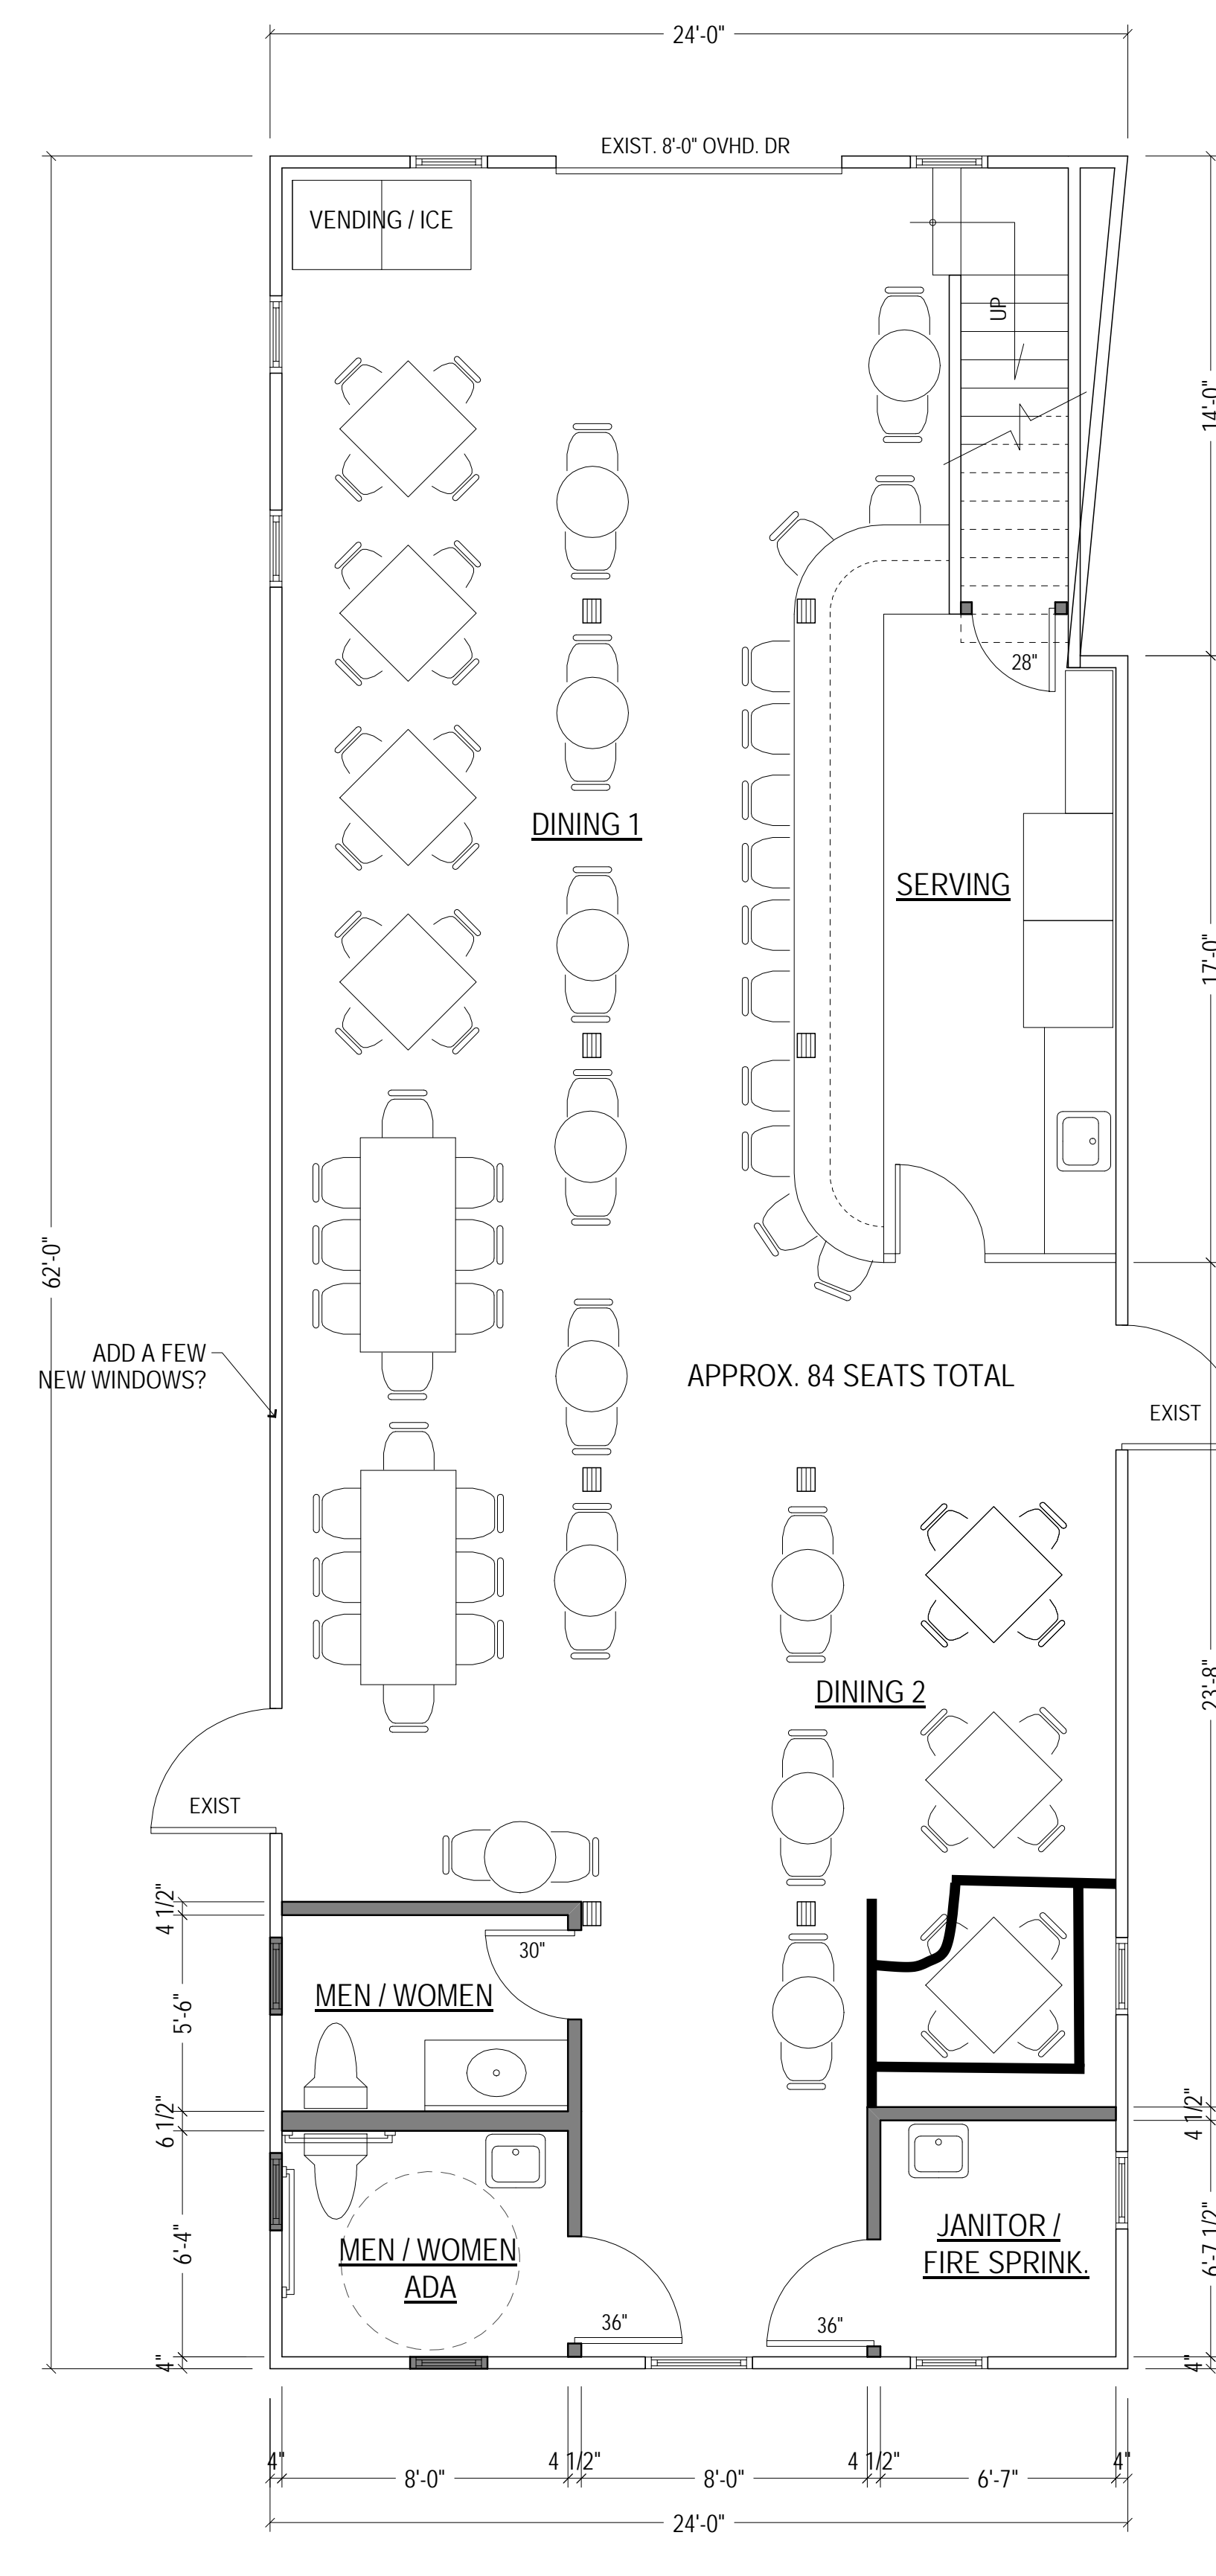 24'-0"
EXIST. 8'-0" OVHD. DR
VENDING / ICE
UP
14'-0"
28"
DINING 1
SERVING
17'-0"
62'-0"
ADD A FEW
NEW WINDOWS?
APPROX. 84 SEATS TOTAL
EXIST
23'-8"
DINING 2
EXIST
4 1/2"
30"
MEN / WOMEN
5'-6"
6 1/2"
4 1/2"
6'-4"
MEN / WOMEN
ADA
JANITOR /
FIRE SPRINK.
6'-7 1/2"
36"
36"
4"
4"
4"
4 1/2"
4 1/2"
4"
8'-0"
8'-0"
6'-7"
24'-0"